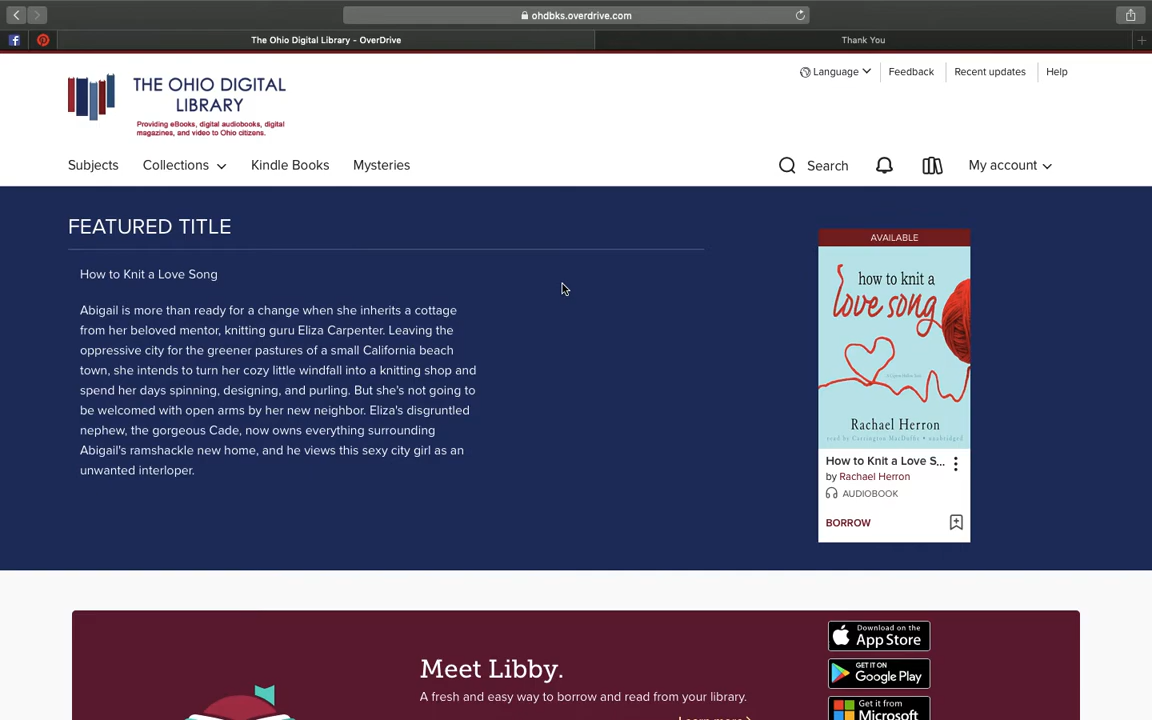 ohdbks.overdrive.com
The Ohio Digital Library - OverDrive
Thank You
Language
Feedback
Recent updates
Help
THE OHIO DIGITAL
LIBRARY
Providing eBooks, digital audiobooks, digital
magazines, and video to Ohio citizens.
Subjects
Collections
Kindle Books
Mysteries
Search
My account
FEATURED TITLE
How to Knit a Love Song
Abigail is more than ready for a change when she inherits a cottage
from her beloved mentor, knitting guru Eliza Carpenter. Leaving the
oppressive city for the greener pastures of a small California beach
town, she intends to turn her cozy little windfall into a knitting shop and
spend her days spinning, designing, and purling. But she's not going to
be welcomed with open arms by her new neighbor. Eliza's disgruntled
nephew, the gorgeous Cade, now owns everything surrounding
Abigail's ramshackle new home, and he views this sexy city girl as an
unwanted interloper.
AVAILABLE
how to knit a
love song
Rachael Herron
read by Carrington MacDuffie • unabridged
How to Knit a Love S...
by Rachael Herron
AUDIOBOOK
BORROW
Meet Libby.
A fresh and easy way to borrow and read from your library.
Learn more
Download on the
App Store
GET IT ON
Google Play
Get it from
Microsoft